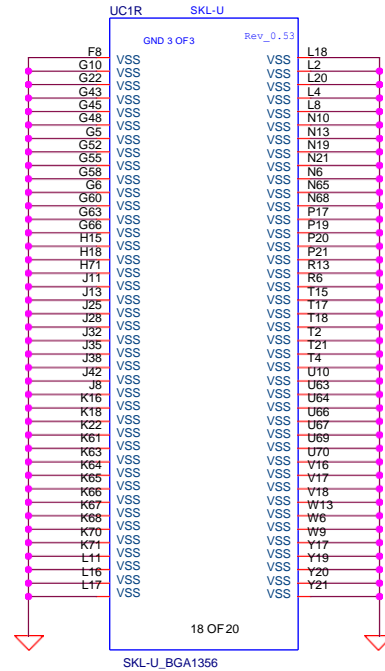 UC1R SKL-U
GND 3 OF3 Rev_0.53
F8 VSS VSS L18
G10 VSS VSS L2
G22 VSS VSS L20
G43 VSS VSS L4
G45 VSS VSS L8
G48 VSS VSS N10
G5 VSS VSS N13
G52 VSS VSS N19
G55 VSS VSS N21
G58 VSS VSS N6
G6 VSS VSS N65
G60 VSS VSS N68
G63 VSS VSS P17
G66 VSS VSS P19
H15 VSS VSS P20
H18 VSS VSS P21
H71 VSS VSS R13
J11 VSS VSS R6
J13 VSS VSS T15
J25 VSS VSS T17
J28 VSS VSS T18
J32 VSS VSS T2
J35 VSS VSS T21
J38 VSS VSS T4
J42 VSS VSS U10
J8 VSS VSS U63
K16 VSS VSS U64
K18 VSS VSS U66
K22 VSS VSS U67
K61 VSS VSS U69
K63 VSS VSS U70
K64 VSS VSS V16
K65 VSS VSS V17
K66 VSS VSS V18
K67 VSS VSS W13
K68 VSS VSS W6
K70 VSS VSS W9
K71 VSS VSS Y17
L11 VSS VSS Y19
L16 VSS VSS Y20
L17 VSS VSS Y21
18 OF20
SKL-U_BGA1356